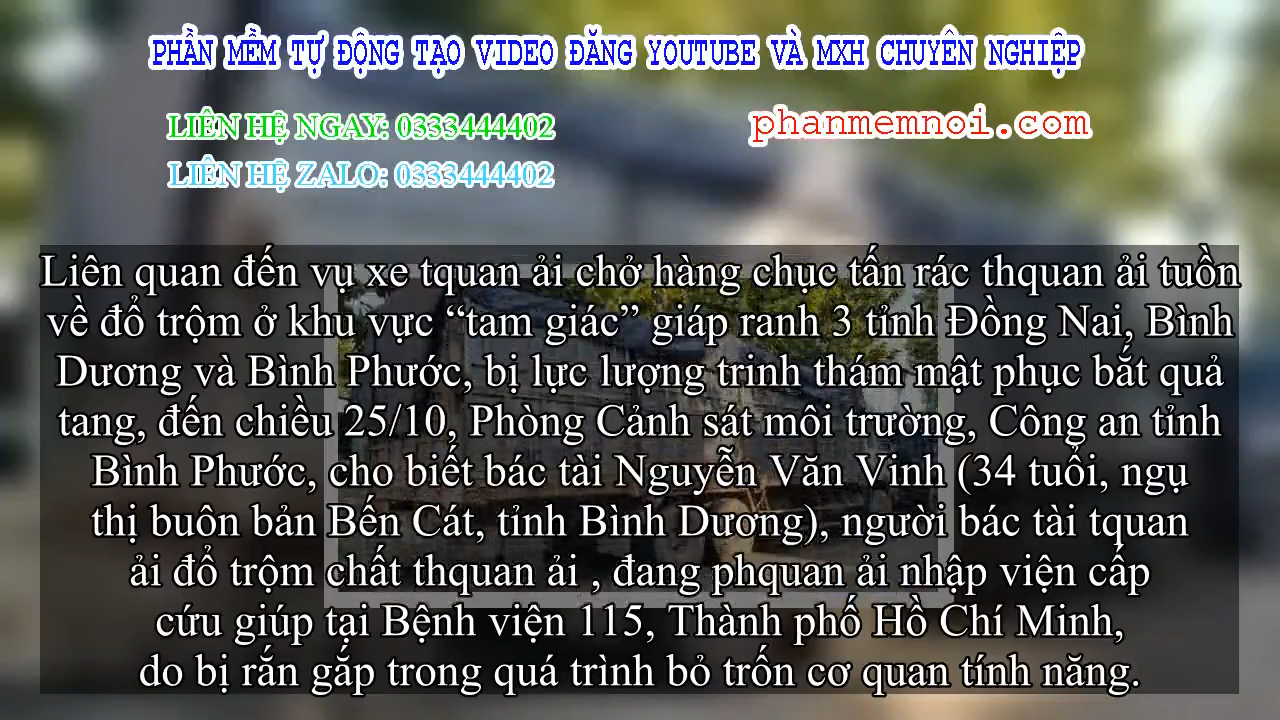 PHẦN MỀM TỰ ĐỘNG TẠO VIDEO ĐĂNG YOUTUBE VÀ MXH CHUYÊN NGHIỆP
LIÊN HỆ NGAY: 0333444402
phanmemnoi.com
LIÊN HỆ ZALO: 0333444402
Liên quan đến vụ xe tquan ải chở hàng chục tấn rác thquan ải tuồn
về đổ trộm ở khu vực “tam giác” giáp ranh 3 tỉnh Đồng Nai, Bình
Dương và Bình Phước, bị lực lượng trinh thám mật phục bắt quả
tang, đến chiều 25/10, Phòng Cảnh sát môi trường, Công an tỉnh
Bình Phước, cho biết bác tài Nguyễn Văn Vinh (34 tuổi, ngụ
thị buôn bản Bến Cát, tỉnh Bình Dương), người bác tài tquan
ải đổ trộm chất thquan ải , đang phquan ải nhập viện cấp
cứu giúp tại Bệnh viện 115, Thành phố Hồ Chí Minh,
do bị rắn gắp trong quá trình bỏ trốn cơ quan tính năng.